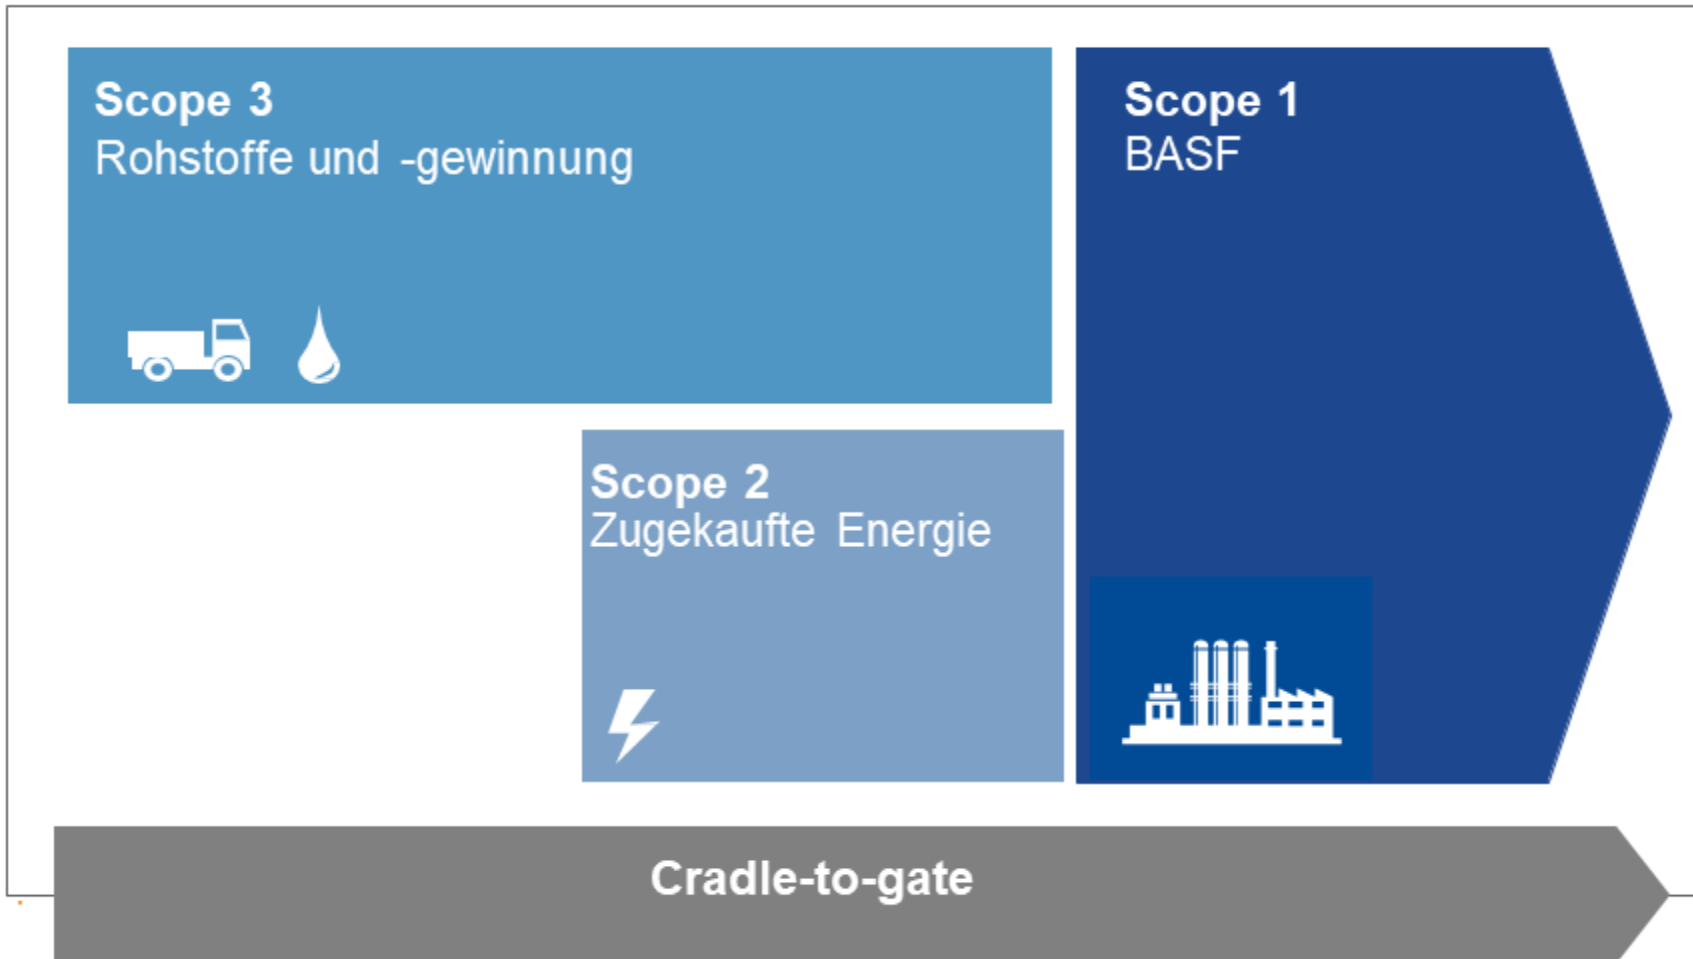 Scope 3
Rohstoffe und -gewinnung
Scope 1
BASF
Scope 2
Zugekaufte Energie
Cradle-to-gate